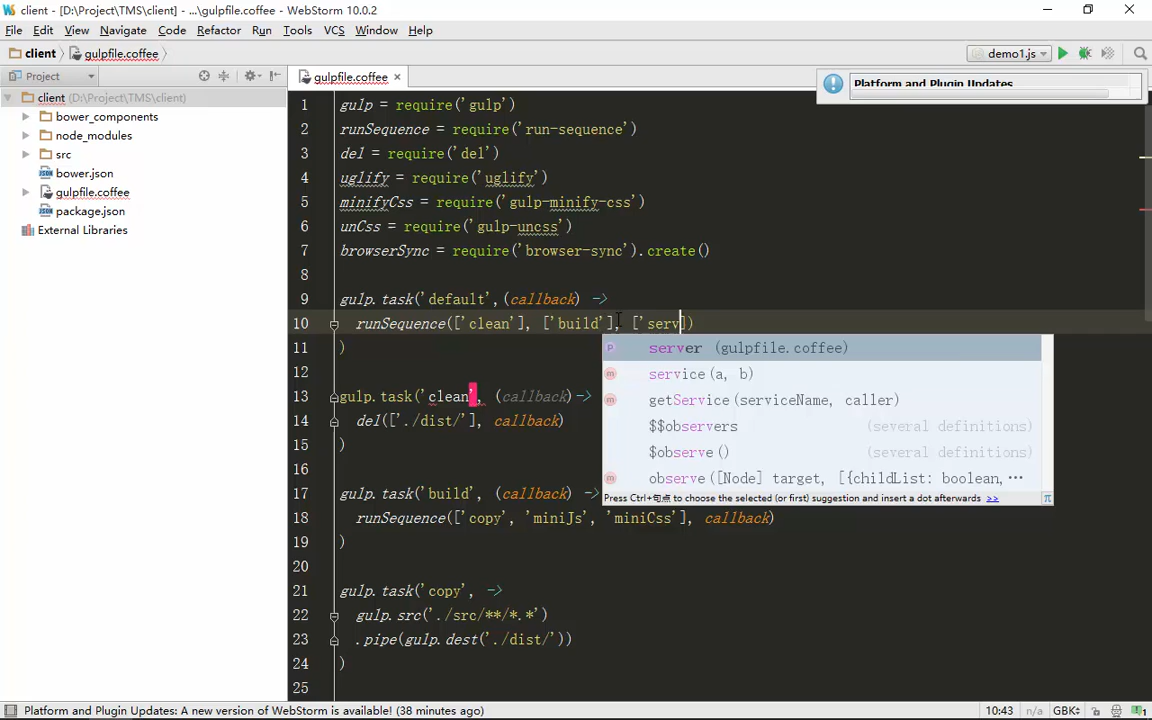 client - [D:\Project\TMS\client] - ...\gulpfile.coffee - WebStorm 10.0.2
File Edit View Navigate Code Refactor Run Tools VCS Window Help
client gulpfile.coffee demo1.js
Project gulpfile.coffee
Platform and Plugin Updates
client (D:\Project\TMS\client)
bower_components
node_modules
src
bower.json
gulpfile.coffee
package.json
External Libraries
1 gulp = require('gulp')
2 runSequence = require('run-sequence')
3 del = require('del')
4 uglify = require('uglify')
5 minifyCss = require('gulp-minify-css')
6 unCss = require('gulp-uncss')
7 browserSync = require('browser-sync').create()
8
9 gulp.task('default',(callback) ->
10 runSequence(['clean'], ['build'], ['serv])
11 )
12
13 gulp.task('clean', (callback)->
14 del(['./dist/'], callback)
15 )
16
17 gulp.task('build', (callback) ->
18 runSequence(['copy', 'miniJs', 'miniCss'], callback)
19 )
20
21 gulp.task('copy', ->
22 gulp.src('./src/**/*.*')
23 .pipe(gulp.dest('./dist/'))
24 )
25
server (gulpfile.coffee)
service(a, b)
getService(serviceName, caller)
$$observers (several definitions)
$observe() (several definitions)
observe([Node] target, [{childList: boolean, ...
Press Ctrl+句点 to choose the selected (or first) suggestion and insert a dot afterwards >> π
Platform and Plugin Updates: A new version of WebStorm is available! (38 minutes ago) 10:43 n/a GBK 1